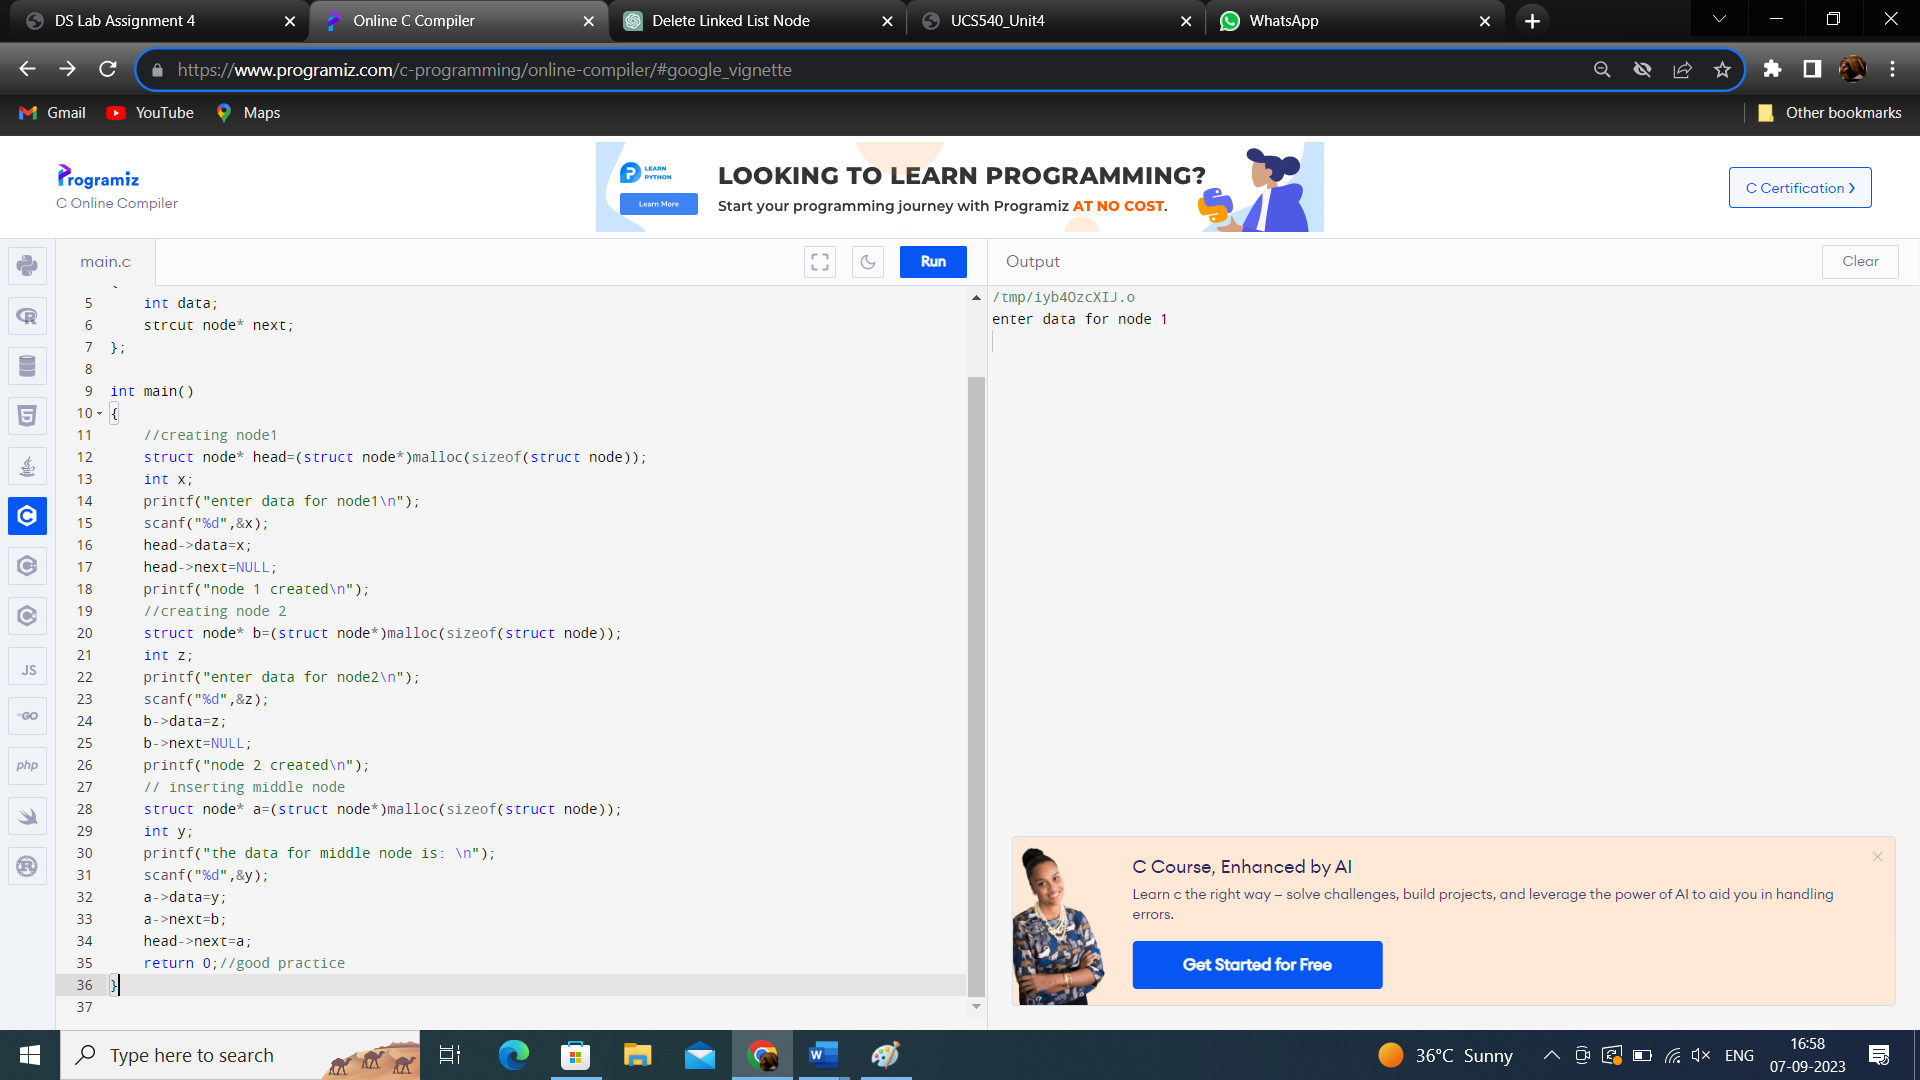 DS Lab Assignment 4
Online C Compiler
Delete Linked List Node
UCS540_Unit4
WhatsApp
https://www.programiz.com/c-programming/online-compiler/#google_vignette
Gmail
YouTube
Maps
Other bookmarks
Programiz
C Online Compiler
LEARN
PYTHON
Learn More
LOOKING TO LEARN PROGRAMMING?
Start your programming journey with Programiz AT NO COST.
C Certification
main.c
Run
Output
Clear
5 int data;
6 strcut node* next;
7 };
8
9 int main()
10 {
11 //creating node1
12 struct node* head=(struct node*)malloc(sizeof(struct node));
13 int x;
14 printf("enter data for node1\n");
15 scanf("%d",&x);
16 head->data=x;
17 head->next=NULL;
18 printf("node 1 created\n");
19 //creating node 2
20 struct node* b=(struct node*)malloc(sizeof(struct node));
21 int z;
22 printf("enter data for node2\n");
23 scanf("%d",&z);
24 b->data=z;
25 b->next=NULL;
26 printf("node 2 created\n");
27 // inserting middle node
28 struct node* a=(struct node*)malloc(sizeof(struct node));
29 int y;
30 printf("the data for middle node is: \n");
31 scanf("%d",&y);
32 a->data=y;
33 a->next=b;
34 head->next=a;
35 return 0;//good practice
36 }
37
/tmp/iyb4OzcXIJ.o
enter data for node 1
C Course, Enhanced by AI
Learn c the right way – solve challenges, build projects, and leverage the power of AI to aid you in handling
errors.
Get Started for Free
JS
GO
php
Type here to search
36°C Sunny
ENG
16:58
07-09-2023